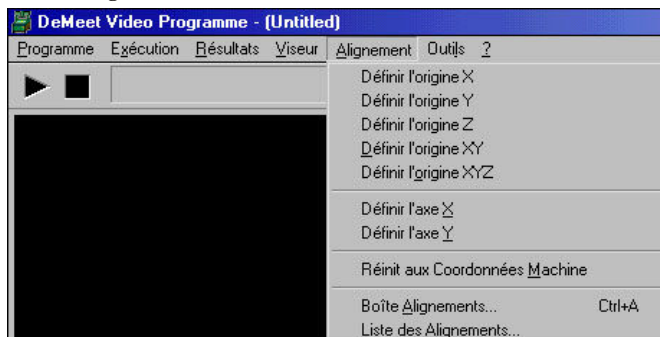 DeMeet Video Programme - (Untitled)
Programme Exécution Résultats Viseur Alignement Outils ?
Définir l'origine X
Définir l'origine Y
Définir l'origine Z
Définir l'origine XY
Définir l'origine XYZ
Définir l'axe X
Définir l'axe Y
Réinit aux Coordonnées Machine
Boîte Alignements... Ctrl+A
Liste des Alignements...